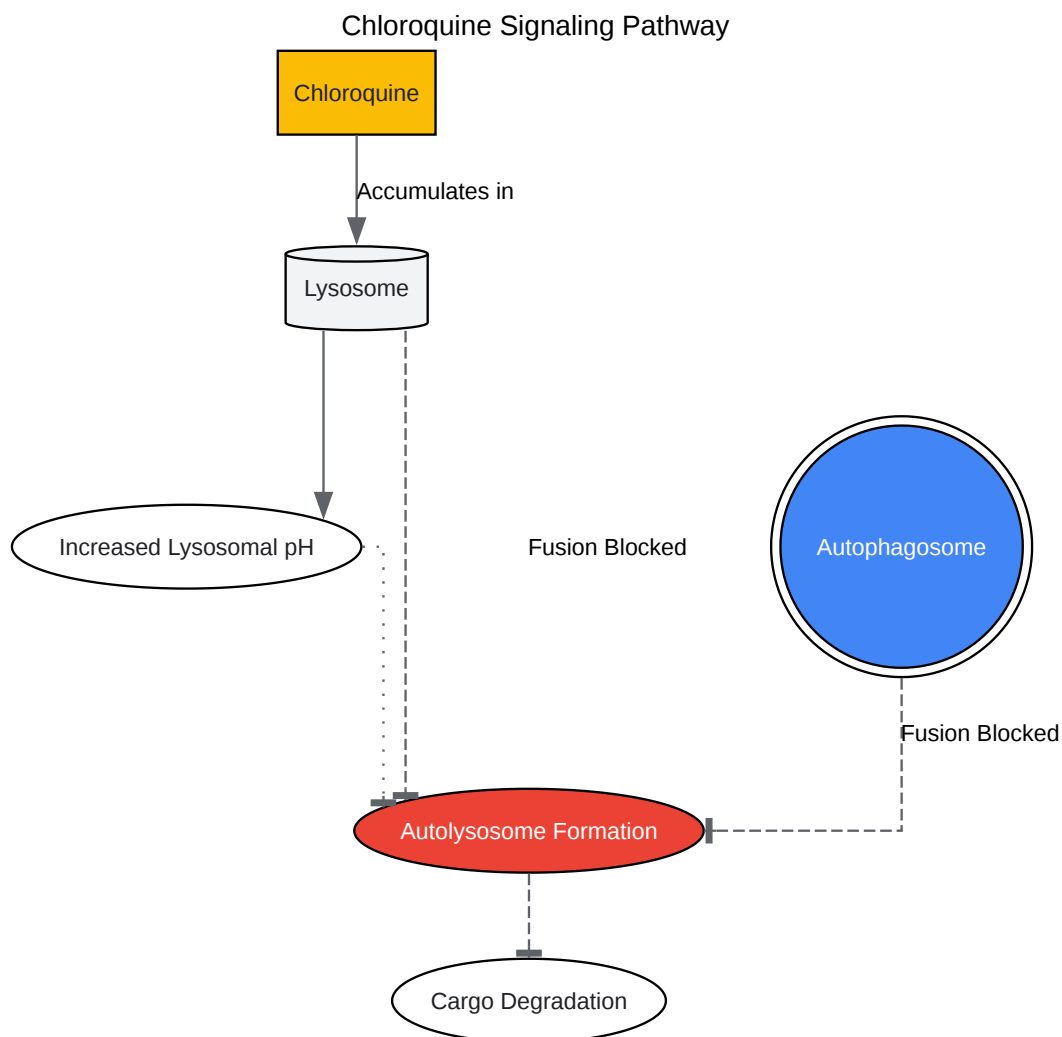 Chloroquine Signaling Pathway
Chloroquine
Accumulates in
Lysosome
Increased Lysosomal pH
Fusion Blocked
Autophagosome
Fusion Blocked
Autolysosome Formation
Cargo Degradation